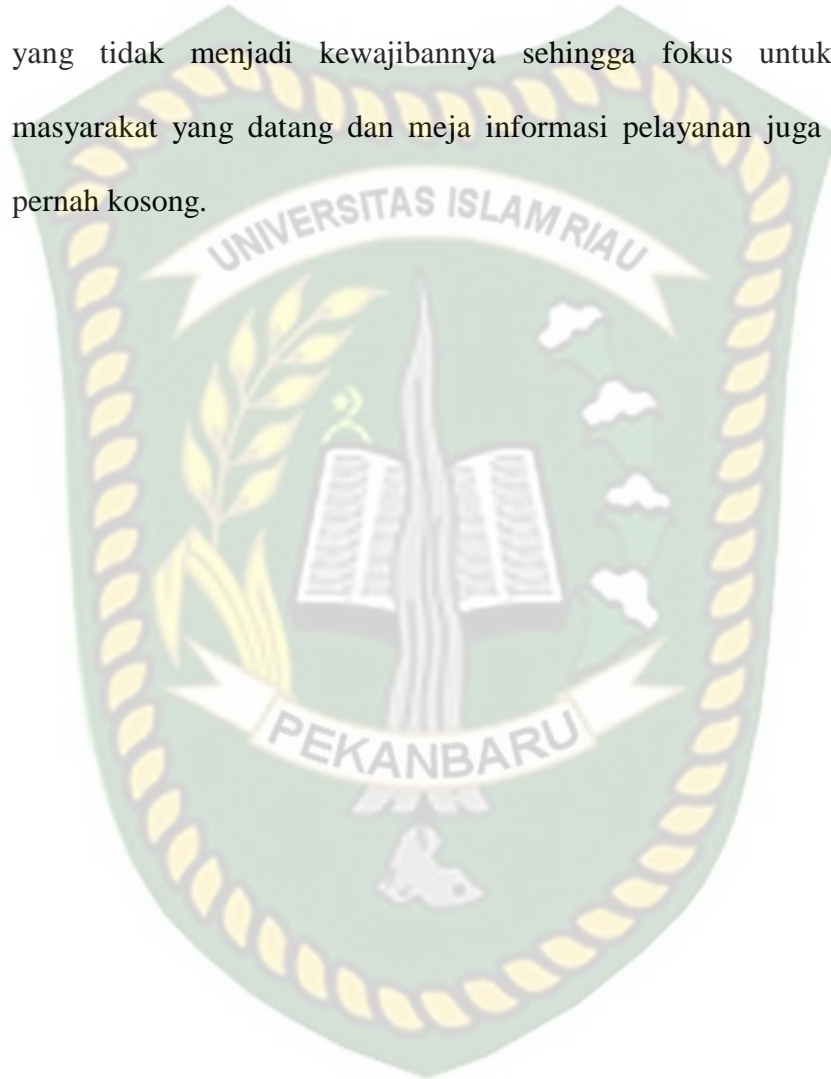 yang tidak menjadi kewajibannya sehingga fokus untuk
masyarakat yang datang dan meja informasi pelayanan juga
pernah kosong.
UNIVERSITAS ISLAM RIAU
PEKANBARU